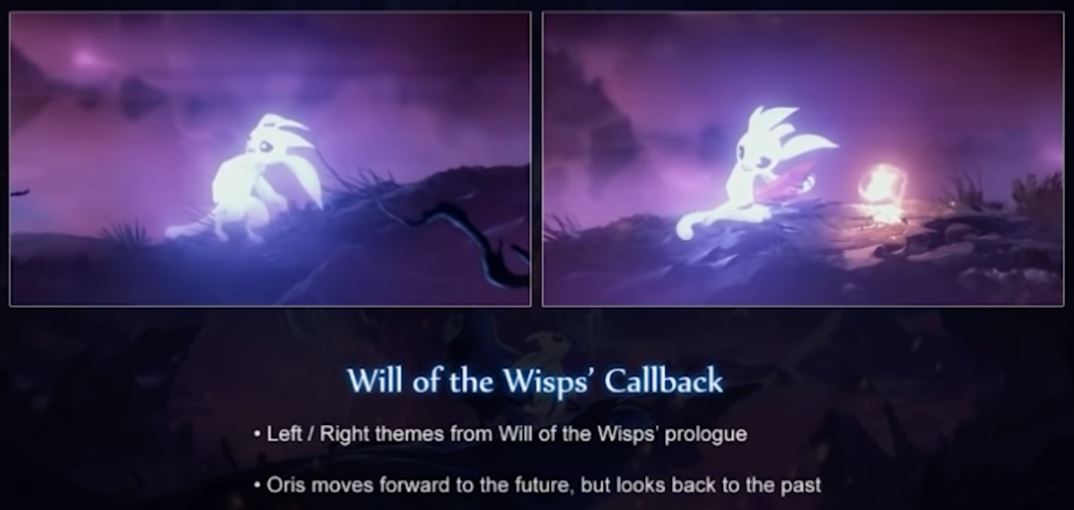 Will of the Wisps' Callback
• Left / Right themes from Will of the Wisps' prologue
• Oris moves forward to the future, but looks back to the past